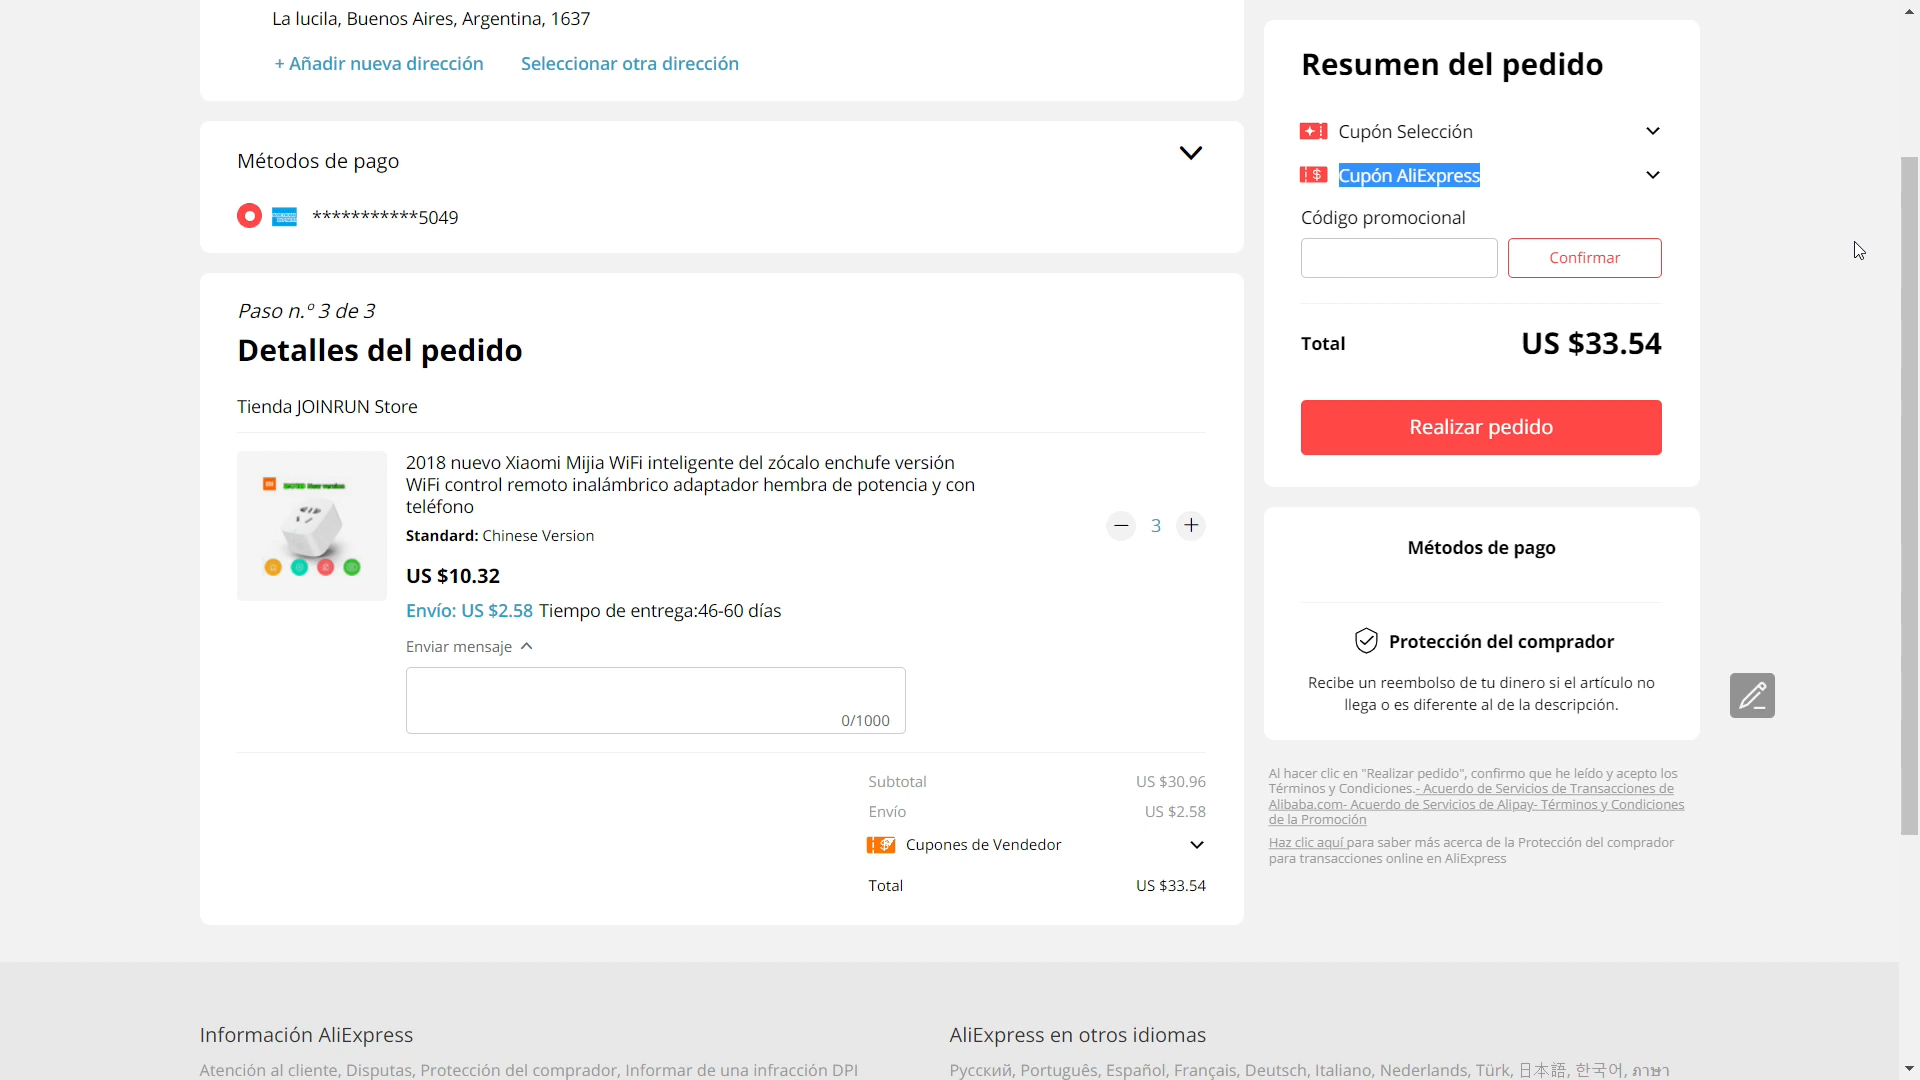 La lucila, Buenos Aires, Argentina, 1637
+ Añadir nueva dirección Seleccionar otra dirección
Métodos de pago
***********5049
Paso n.º 3 de 3
Detalles del pedido
Tienda JOINRUN Store
2018 nuevo Xiaomi Mijia WiFi inteligente del zócalo enchufe versión
WiFi control remoto inalámbrico adaptador hembra de potencia y con
teléfono
Standard: Chinese Version
3
US $10.32
Envío: US $2.58 Tiempo de entrega:46-60 días
Enviar mensaje
0/1000
Subtotal US $30.96
Envío US $2.58
Cupones de Vendedor
Total US $33.54
Resumen del pedido
Cupón Selección
Cupón AliExpress
Código promocional
Confirmar
Total US $33.54
Realizar pedido
Métodos de pago
Protección del comprador
Recibe un reembolso de tu dinero si el artículo no
llega o es diferente al de la descripción.
Al hacer clic en "Realizar pedido", confirmo que he leído y acepto los
Términos y Condiciones.- Acuerdo de Servicios de Transacciones de
Alibaba.com- Acuerdo de Servicios de Alipay- Términos y Condiciones
de la Promoción
Haz clic aquí para saber más acerca de la Protección del comprador
para transacciones online en AliExpress
Información AliExpress
Atención al cliente, Disputas, Protección del comprador, Informar de una infracción DPI
AliExpress en otros idiomas
Русский, Português, Español, Français, Deutsch, Italiano, Nederlands, Türk, 日本語, 한국어, ภาษา